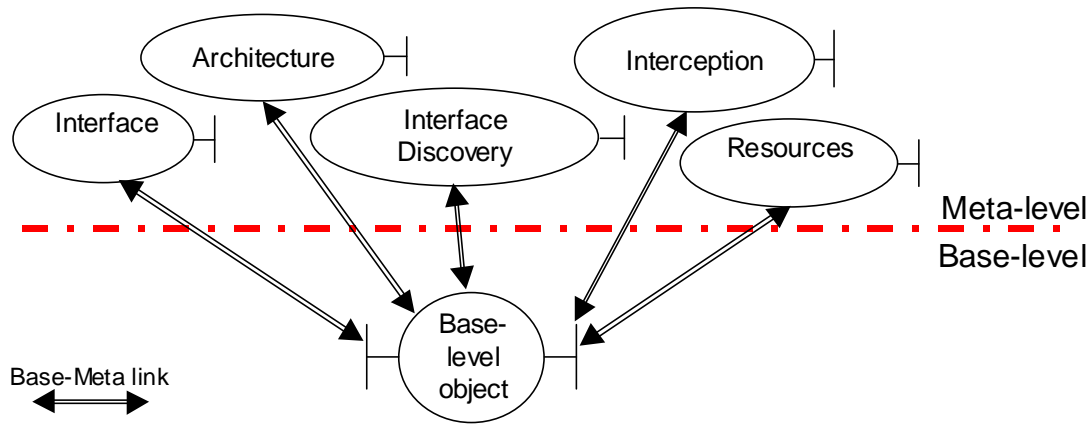 Architecture
Interception
Interface
Interface
Discovery
Resources
Meta-level
Base-level
Base-
level
object
Base-Meta link